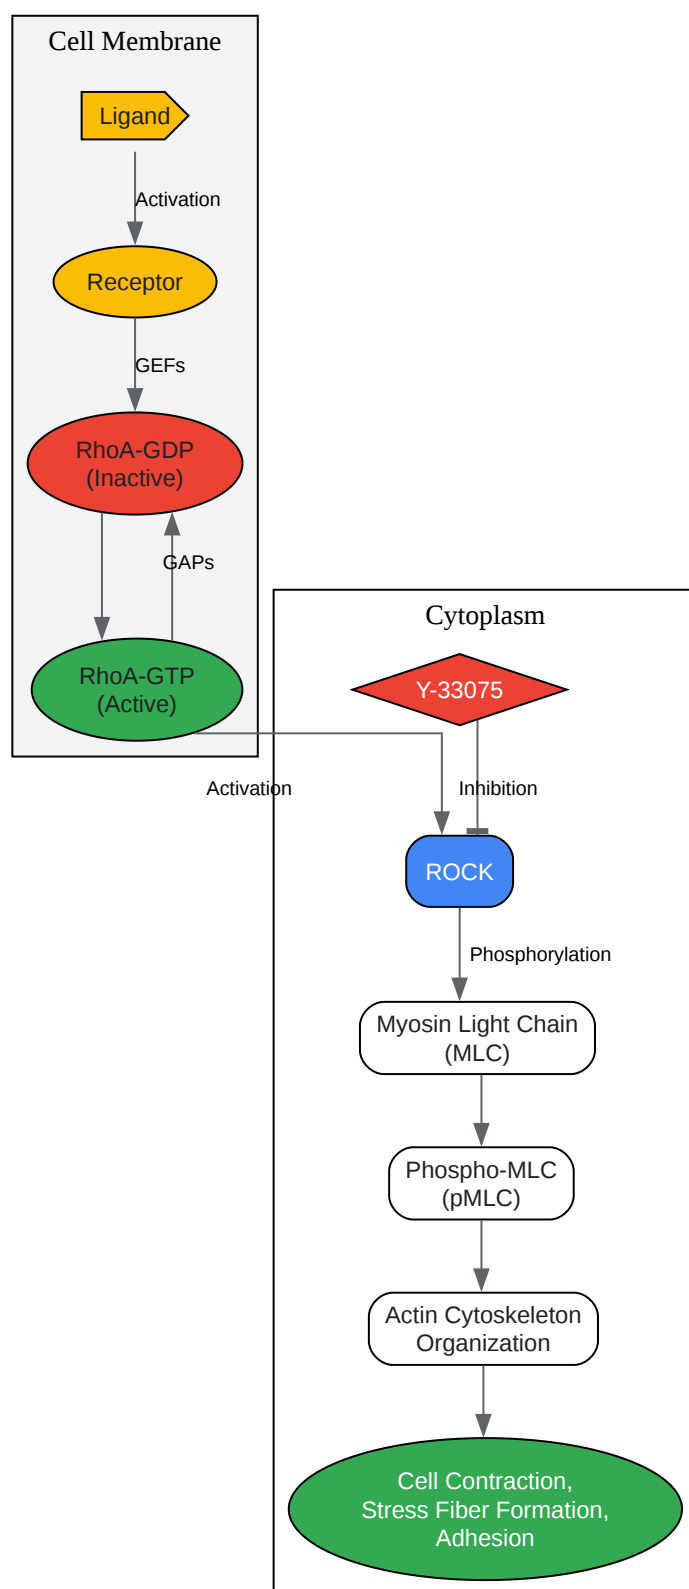 Cell Membrane
Ligand
Activation
Receptor
GEFs
RhoA-GDP
(Inactive)
GAPs
RhoA-GTP
(Active)
Cytoplasm
Y-33075
Activation
Inhibition
ROCK
Phosphorylation
Myosin Light Chain
(MLC)
Phospho-MLC
(pMLC)
Actin Cytoskeleton
Organization
Cell Contraction,
Stress Fiber Formation,
Adhesion